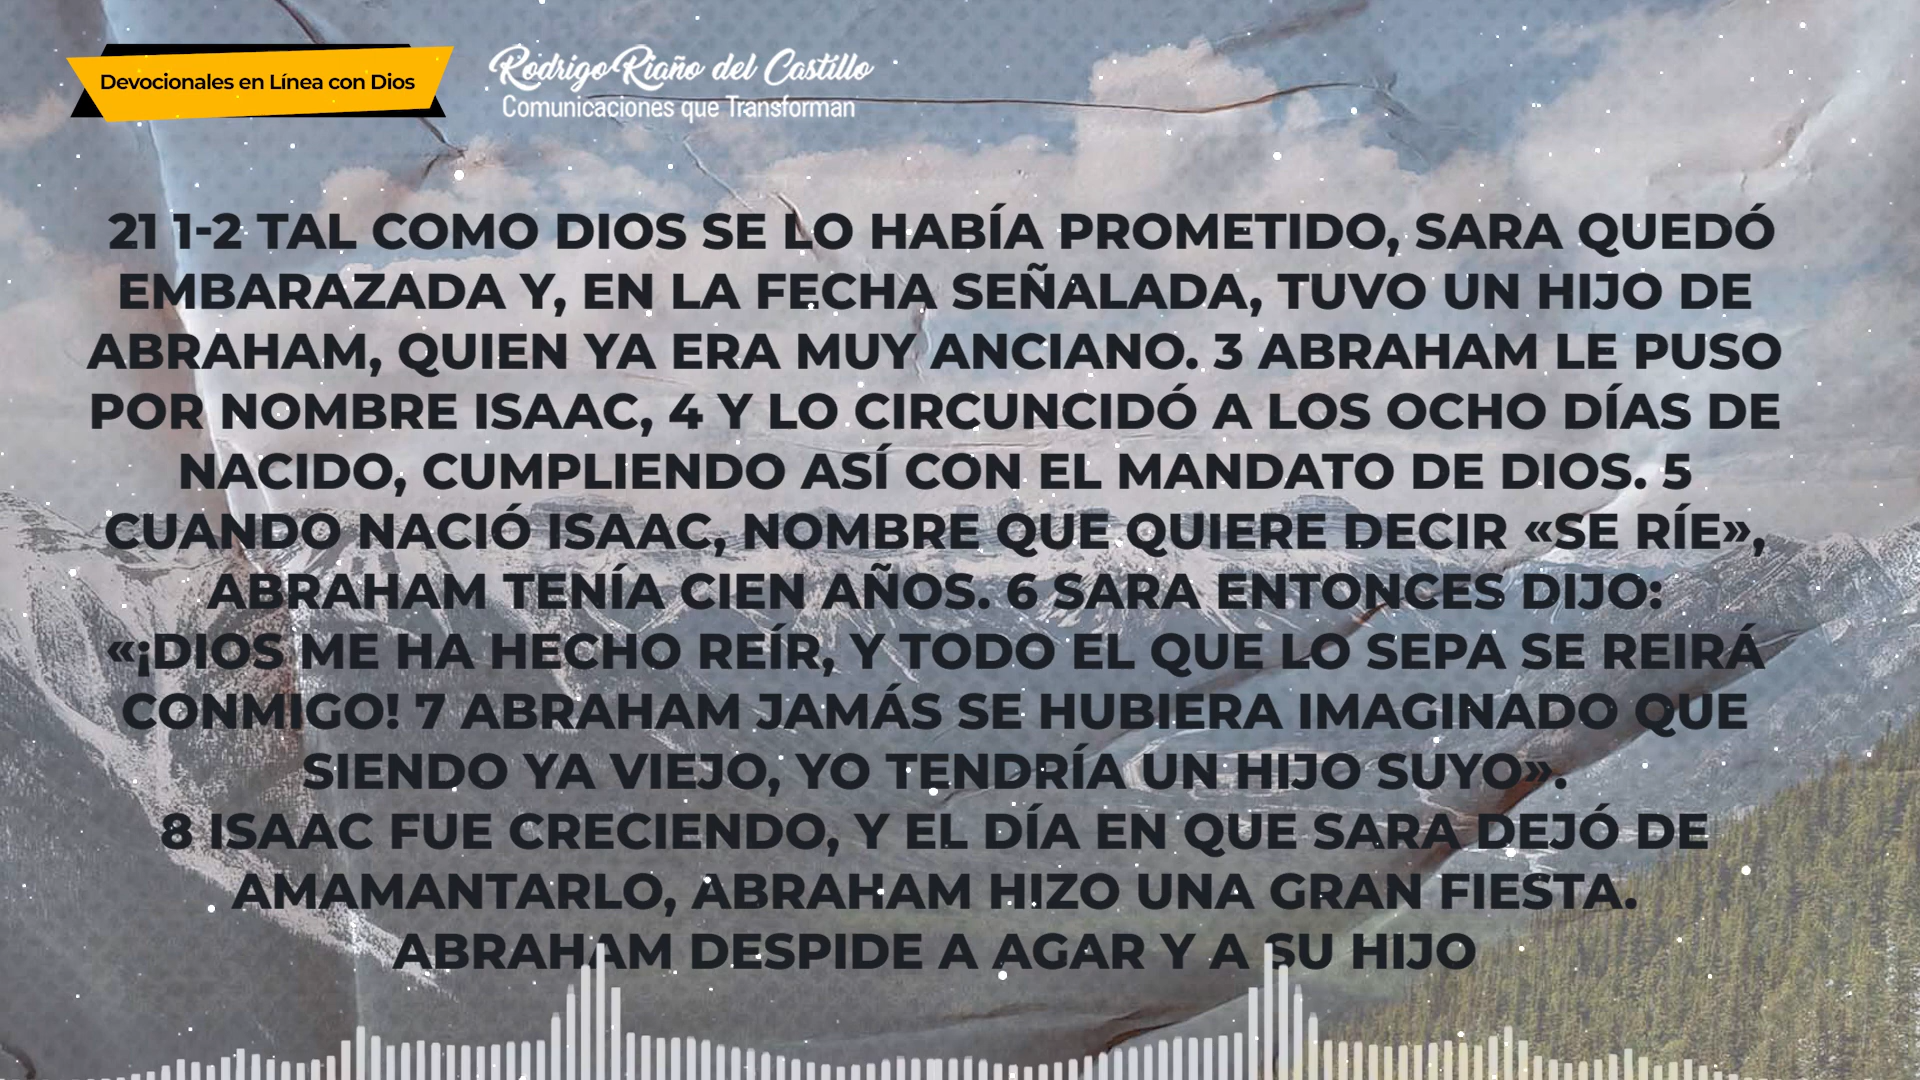 Devocionales en Línea con Dios
Rodrigo Riaño del Castillo
Comunicaciones que Transforman
21 1-2 TAL COMO DIOS SE LO HABÍA PROMETIDO, SARA QUEDÓ
EMBARAZADA Y, EN LA FECHA SEÑALADA, TUVO UN HIJO DE
ABRAHAM, QUIEN YA ERA MUY ANCIANO. 3 ABRAHAM LE PUSO
POR NOMBRE ISAAC, 4 Y LO CIRCUNCIDÓ A LOS OCHO DÍAS DE
NACIDO, CUMPLIENDO ASÍ CON EL MANDATO DE DIOS. 5
CUANDO NACIÓ ISAAC, NOMBRE QUE QUIERE DECIR «SE RÍE»,
ABRAHAM TENÍA CIEN AÑOS. 6 SARA ENTONCES DIJO:
«¡DIOS ME HA HECHO REÍR, Y TODO EL QUE LO SEPA SE REIRÁ
CONMIGO! 7 ABRAHAM JAMÁS SE HUBIERA IMAGINADO QUE
SIENDO YA VIEJO, YO TENDRÍA UN HIJO SUYO».
8 ISAAC FUE CRECIENDO, Y EL DÍA EN QUE SARA DEJÓ DE
AMAMANTARLO, ABRAHAM HIZO UNA GRAN FIESTA.
ABRAHAM DESPIDE A AGAR Y A SU HIJO